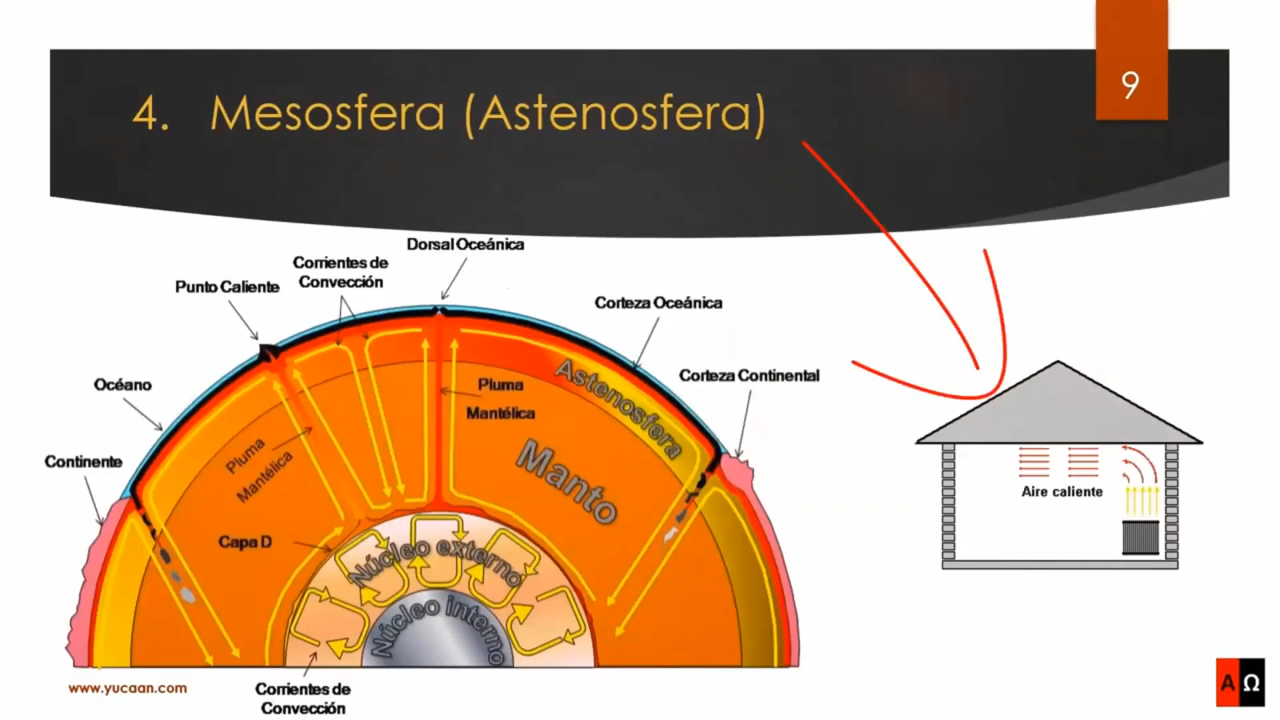 9
4. Mesosfera (Astenosfera)
Dorsal Oceánica
Corrientes de
Convección
Punto Caliente
Corteza Oceánica
Océano
Corteza Continental
Pluma
Mantélica
Astenosfera
Pluma
Mantélica
Manto
Continente
Aire caliente
Capa D
Núcleo externo
Núcleo interno
www.yucaan.com
Corrientes de
Convección
AΩ